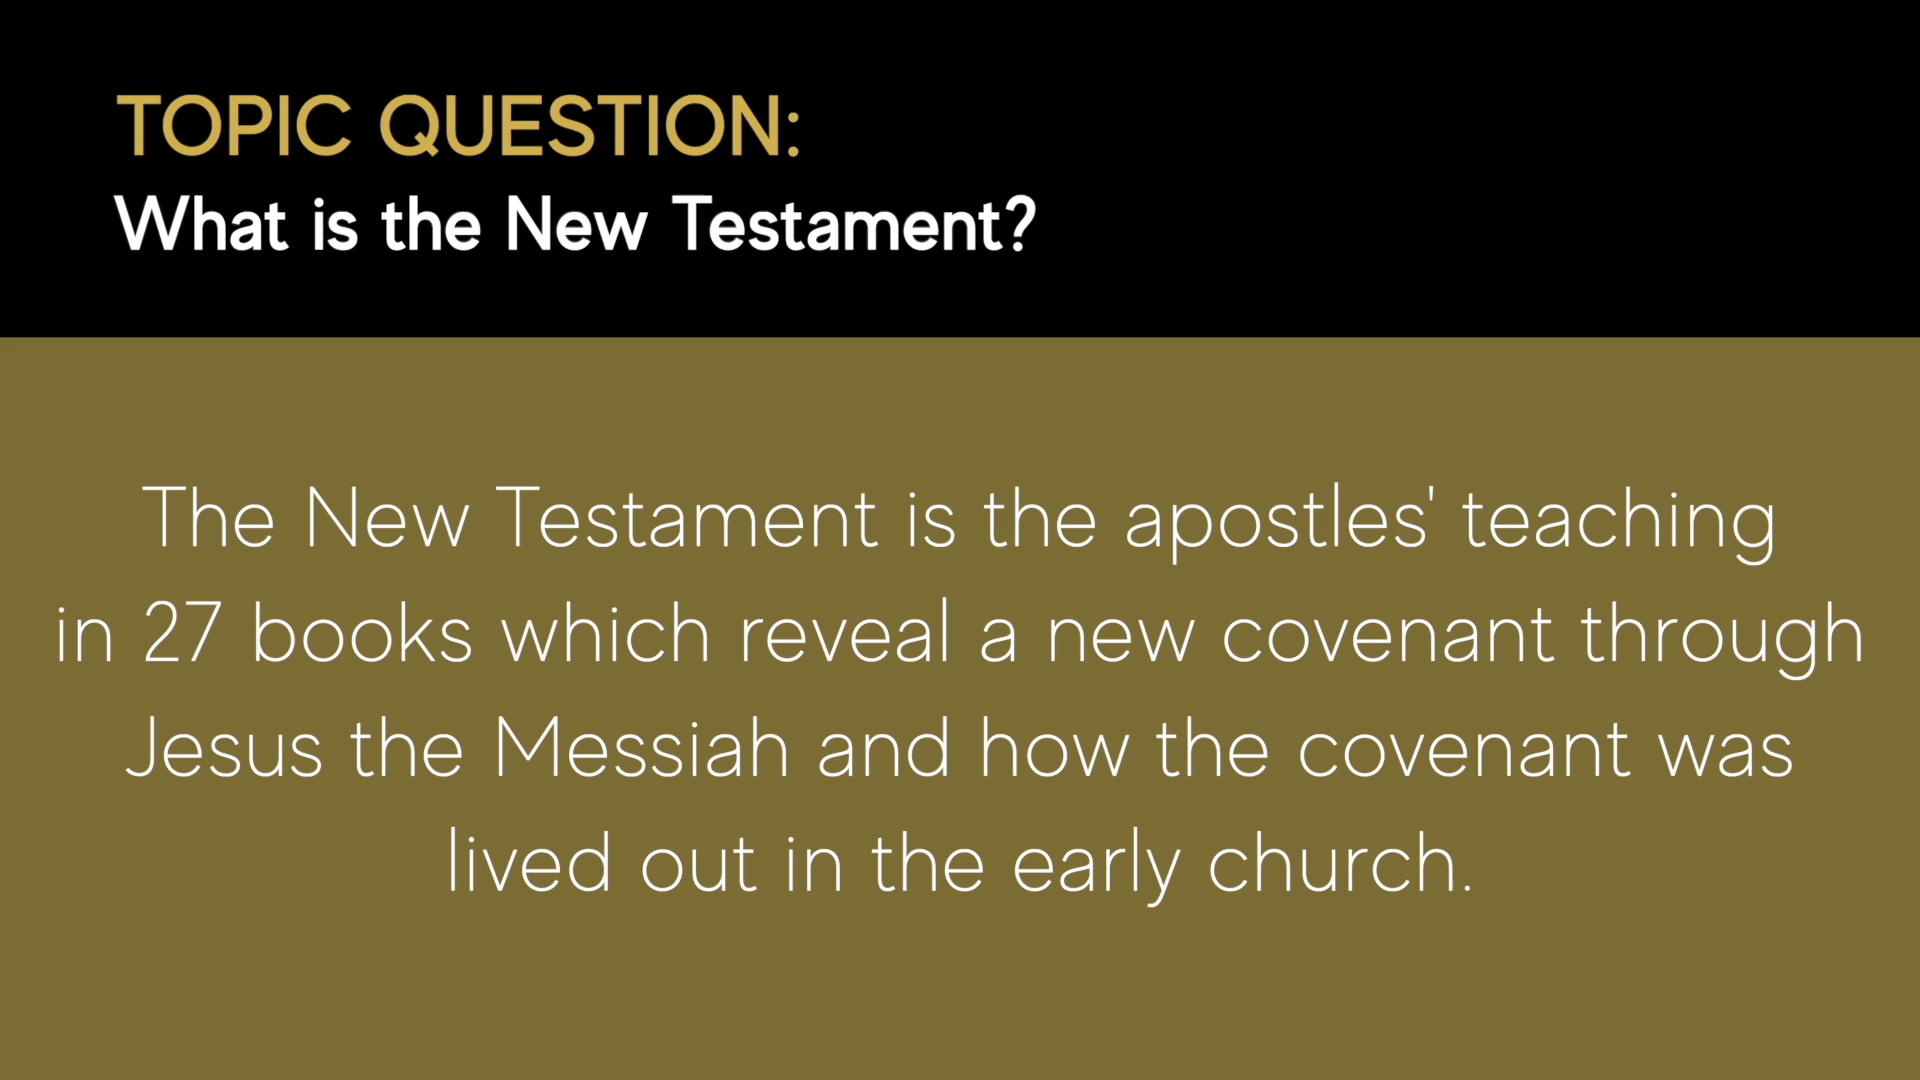 TOPIC QUESTION:
What is the New Testament?
The New Testament is the apostles' teaching
in 27 books which reveal a new covenant through
Jesus the Messiah and how the covenant was
lived out in the early church.